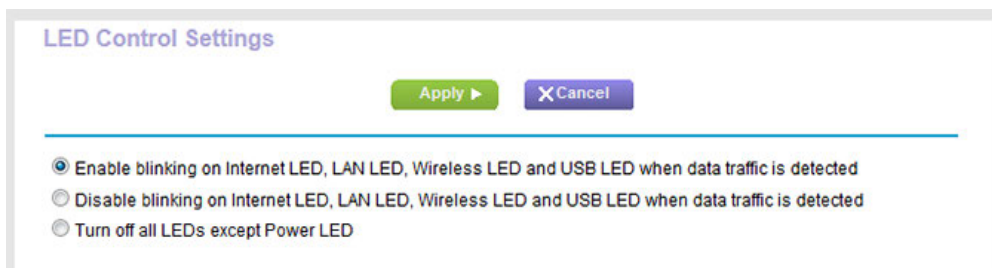 LED Control Settings
Apply ▶
X Cancel
Enable blinking on Internet LED, LAN LED, Wireless LED and USB LED when data traffic is detected
Disable blinking on Internet LED, LAN LED, Wireless LED and USB LED when data traffic is detected
Turn off all LEDs except Power LED